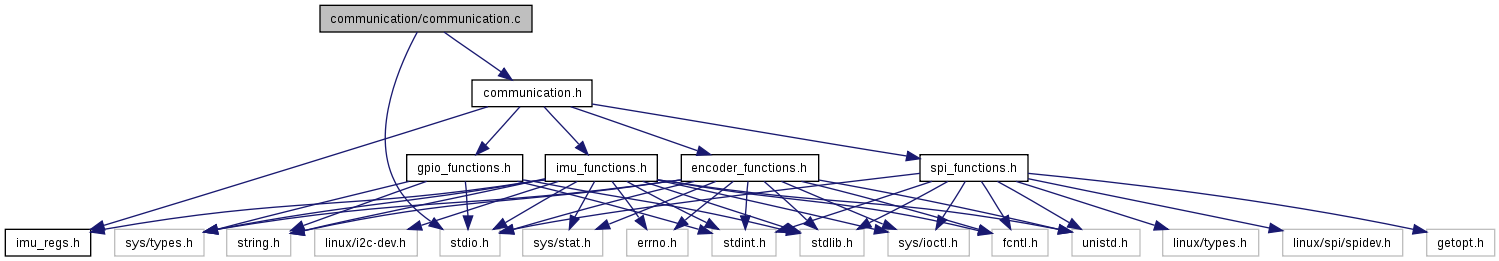 communication/communication.c
communication.h
gpio_functions.h
imu_functions.h
encoder_functions.h
spi_functions.h
imu_regs.h
sys/types.h
string.h
linux/i2c-dev.h
stdio.h
sys/stat.h
errno.h
stdint.h
stdlib.h
sys/ioctl.h
fcntl.h
unistd.h
linux/types.h
linux/spi/spidev.h
getopt.h